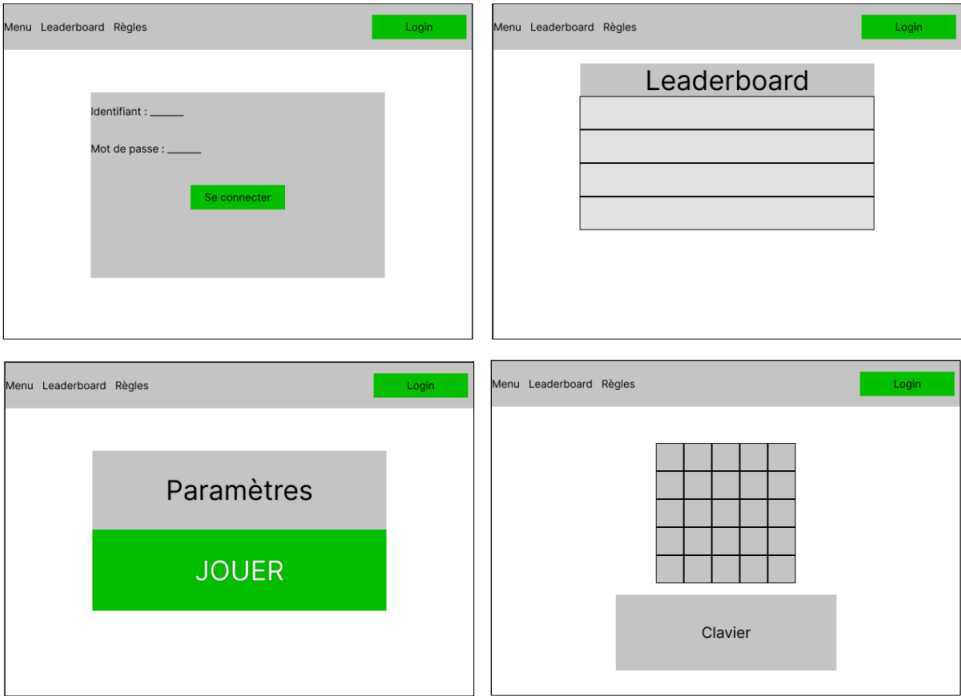 Menu Leaderboard Règles Login
Identifiant : ______
Mot de passe : ______
Se connecter
Menu Leaderboard Règles Login
Leaderboard
Menu Leaderboard Règles Login
Paramètres
JOUER
Menu Leaderboard Règles Login
Clavier